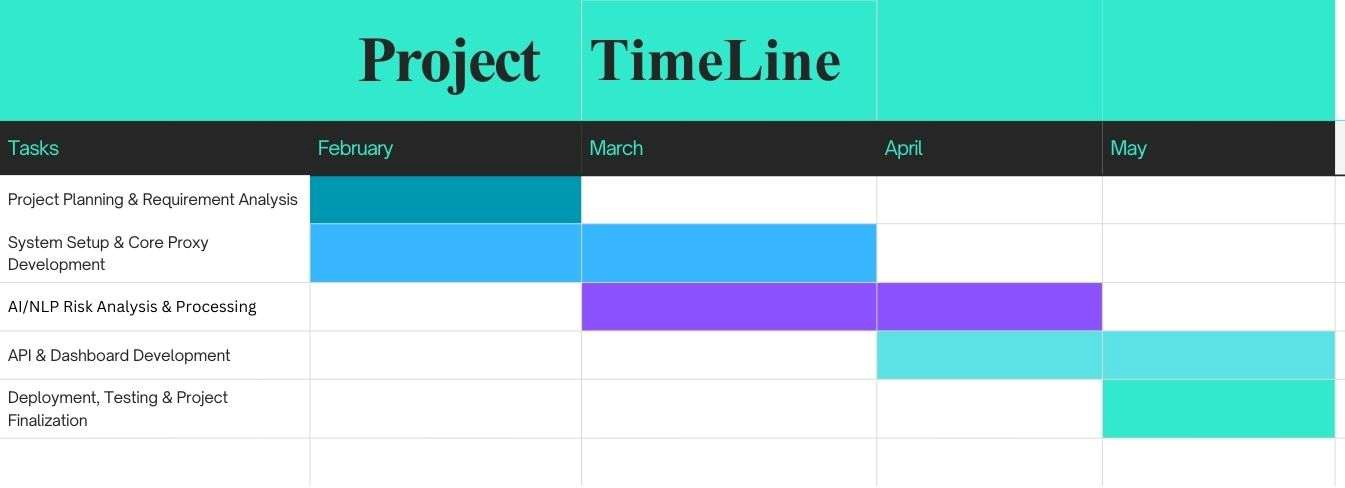 Project TimeLine
Tasks February March April May
Project Planning & Requirement Analysis
System Setup & Core Proxy
Development
AI/NLP Risk Analysis & Processing
API & Dashboard Development
Deployment, Testing & Project
Finalization